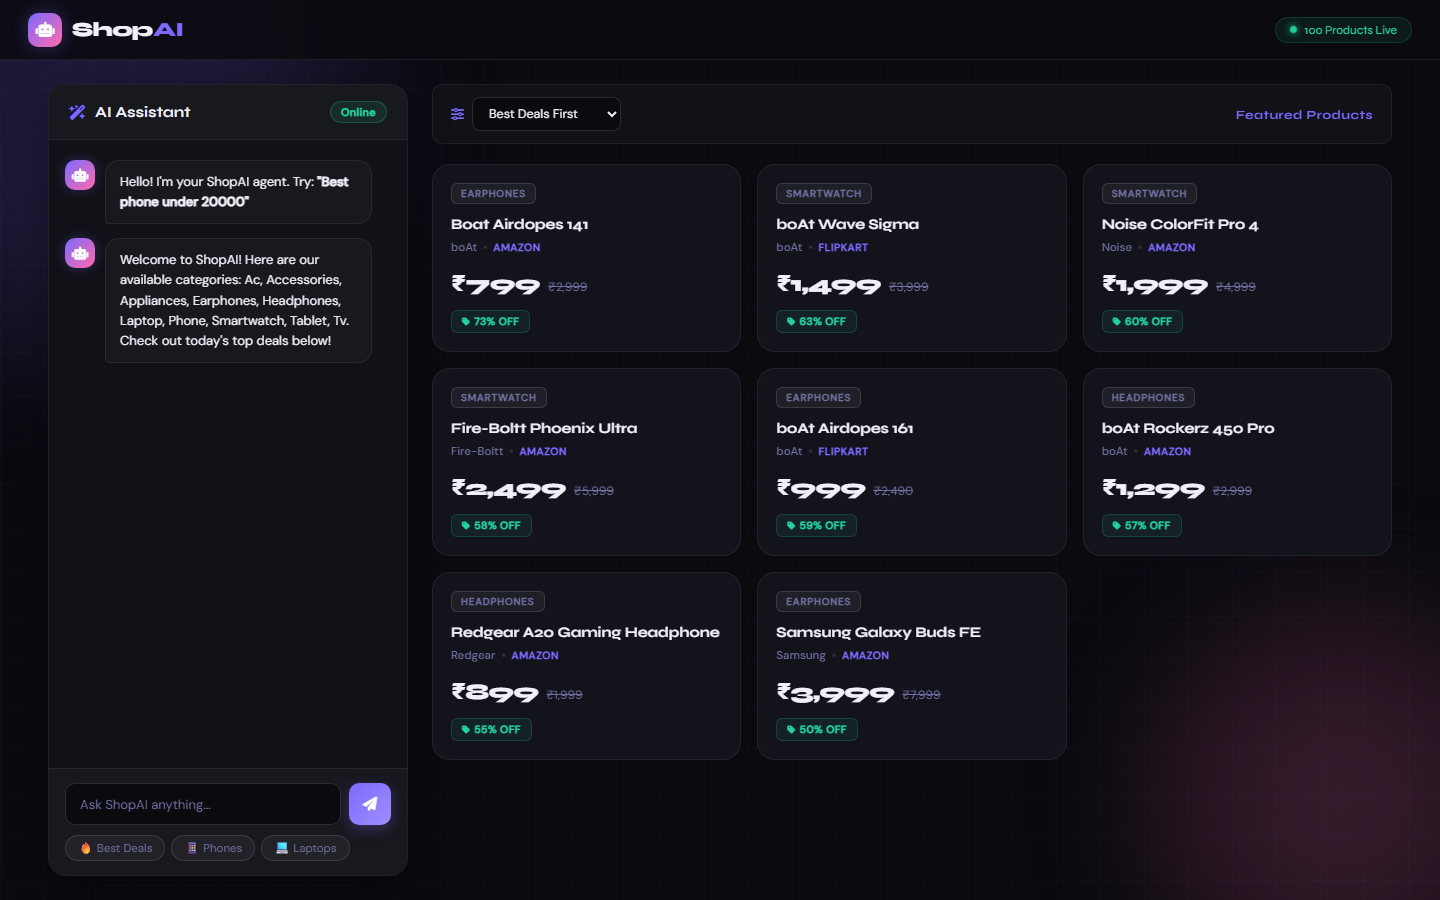 ShopAI
100 Products Live
AI Assistant
Online
Hello! I'm your ShopAI agent. Try: "Best
phone under 20000"
Welcome to ShopAI! Here are our
available categories: Ac, Accessories,
Appliances, Earphones, Headphones,
Laptop, Phone, Smartwatch, Tablet, Tv.
Check out today's top deals below!
Ask ShopAI anything...
Best Deals
Phones
Laptops
Best Deals First
Featured Products
EARPHONES
Boat Airdopes 141
boAt • AMAZON
₹799 ₹2,999
73% OFF
SMARTWATCH
boAt Wave Sigma
boAt • FLIPKART
₹1,499 ₹3,999
63% OFF
SMARTWATCH
Noise ColorFit Pro 4
Noise • AMAZON
₹1,999 ₹4,999
60% OFF
SMARTWATCH
Fire-Boltt Phoenix Ultra
Fire-Boltt • AMAZON
₹2,499 ₹5,999
58% OFF
EARPHONES
boAt Airdopes 161
boAt • FLIPKART
₹999 ₹2,490
59% OFF
HEADPHONES
boAt Rockerz 450 Pro
boAt • AMAZON
₹1,299 ₹2,999
57% OFF
HEADPHONES
Redgear A20 Gaming Headphone
Redgear • AMAZON
₹899 ₹1,999
55% OFF
EARPHONES
Samsung Galaxy Buds FE
Samsung • AMAZON
₹3,999 ₹7,999
50% OFF